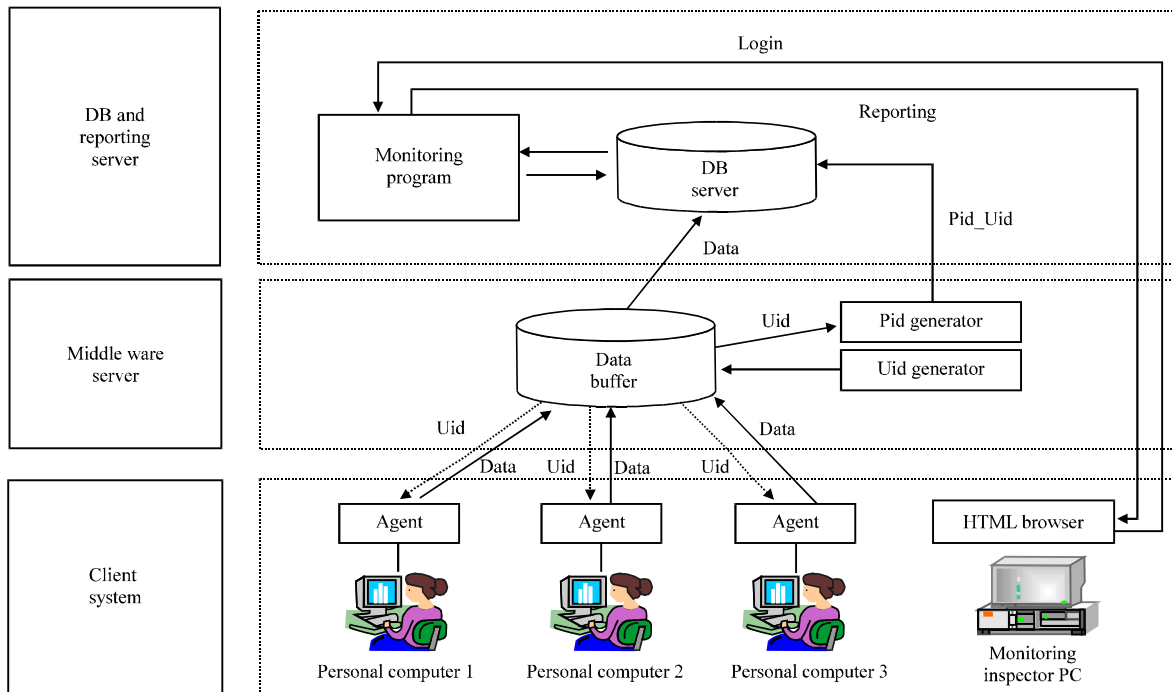 Login
DB and
reporting
server
Reporting
Monitoring
program
DB
server
Pid_Uid
Data
Middle ware
server
Uid
Pid generator
Data
buffer
Uid generator
Uid
Data
Uid
Data
Uid
Data
Client
system
Agent
Agent
Agent
HTML browser
Personal computer 1
Personal computer 2
Personal computer 3
Monitoring
inspector PC